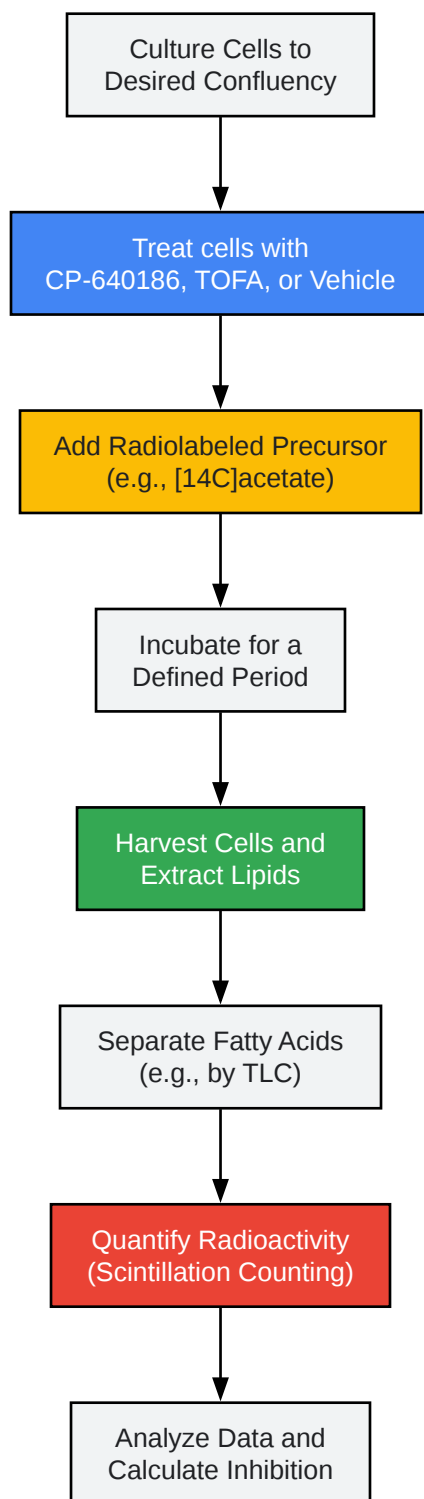 Culture Cells to
Desired Confluency
Treat cells with
CP-640186, TOFA, or Vehicle
Add Radiolabeled Precursor
(e.g., [14C]acetate)
Incubate for a
Defined Period
Harvest Cells and
Extract Lipids
Separate Fatty Acids
(e.g., by TLC)
Quantify Radioactivity
(Scintillation Counting)
Analyze Data and
Calculate Inhibition